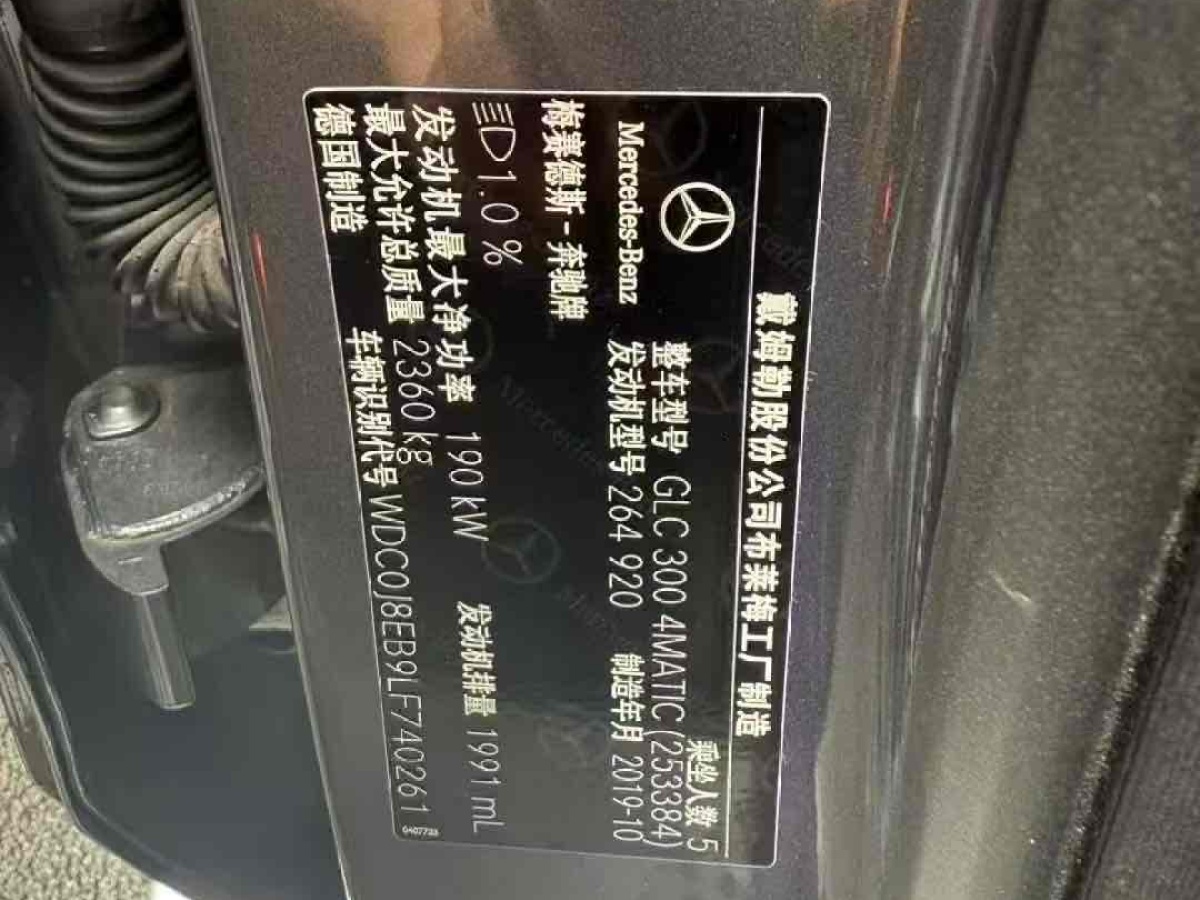 戴姆勒股份公司布莱梅工厂制造
Mercedes-Benz
梅赛德斯-奔驰牌
乘坐人数 5
整车型号 GLC 300 4MATIC (253384)
发动机型号 264 920 制造年月 2019-10
1.0 %
发动机最大净功率 190 kW 发动机排量 1991 mL
最大允许总质量 2360 kg
德国制造 车辆识别代号 WDC0J8EB9LF740261
0407723